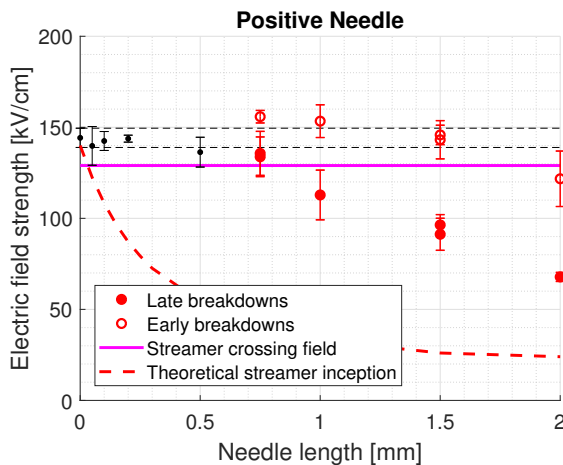 Positive Needle
Electric field strength [kV/cm]
200
150
100
50
0
Late breakdowns
Early breakdowns
Streamer crossing field
Theoretical streamer inception
0 0.5 1 1.5 2
Needle length [mm]